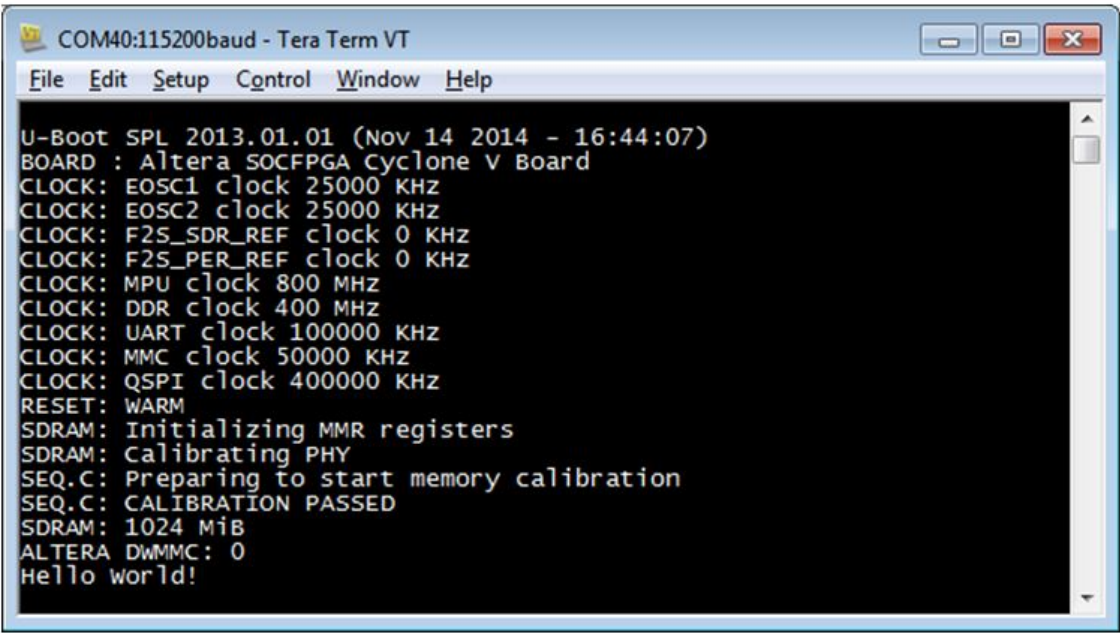 COM40:115200baud - Tera Term VT
File Edit Setup Control Window Help
U-Boot SPL 2013.01.01 (Nov 14 2014 - 16:44:07)
BOARD : Altera SOCFPGA Cyclone V Board
CLOCK: EOSC1 clock 25000 KHz
CLOCK: EOSC2 clock 25000 KHz
CLOCK: F2S_SDR_REF clock 0 KHz
CLOCK: F2S_PER_REF clock 0 KHz
CLOCK: MPU clock 800 MHz
CLOCK: DDR clock 400 MHz
CLOCK: UART clock 100000 KHz
CLOCK: MMC clock 50000 KHz
CLOCK: QSPI clock 400000 KHz
RESET: WARM
SDRAM: Initializing MMR registers
SDRAM: Calibrating PHY
SEQ.C: Preparing to start memory calibration
SEQ.C: CALIBRATION PASSED
SDRAM: 1024 MiB
ALTERA DWMMC: 0
Hello World!